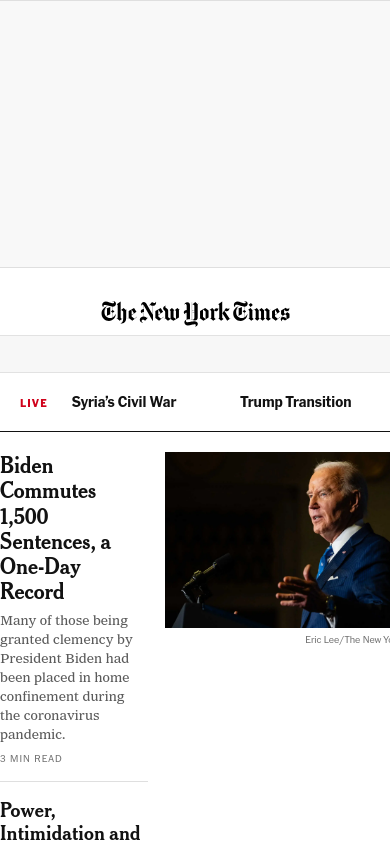 The New York Times
LIVE Syria's Civil War Trump Transition
Biden
Commutes
1,500
Sentences, a
One-Day
Record
Many of those being
granted clemency by
President Biden had
been placed in home
confinement during
the coronavirus
pandemic.
3 MIN READ
Eric Lee/The New Yo
Power,
Intimidation and